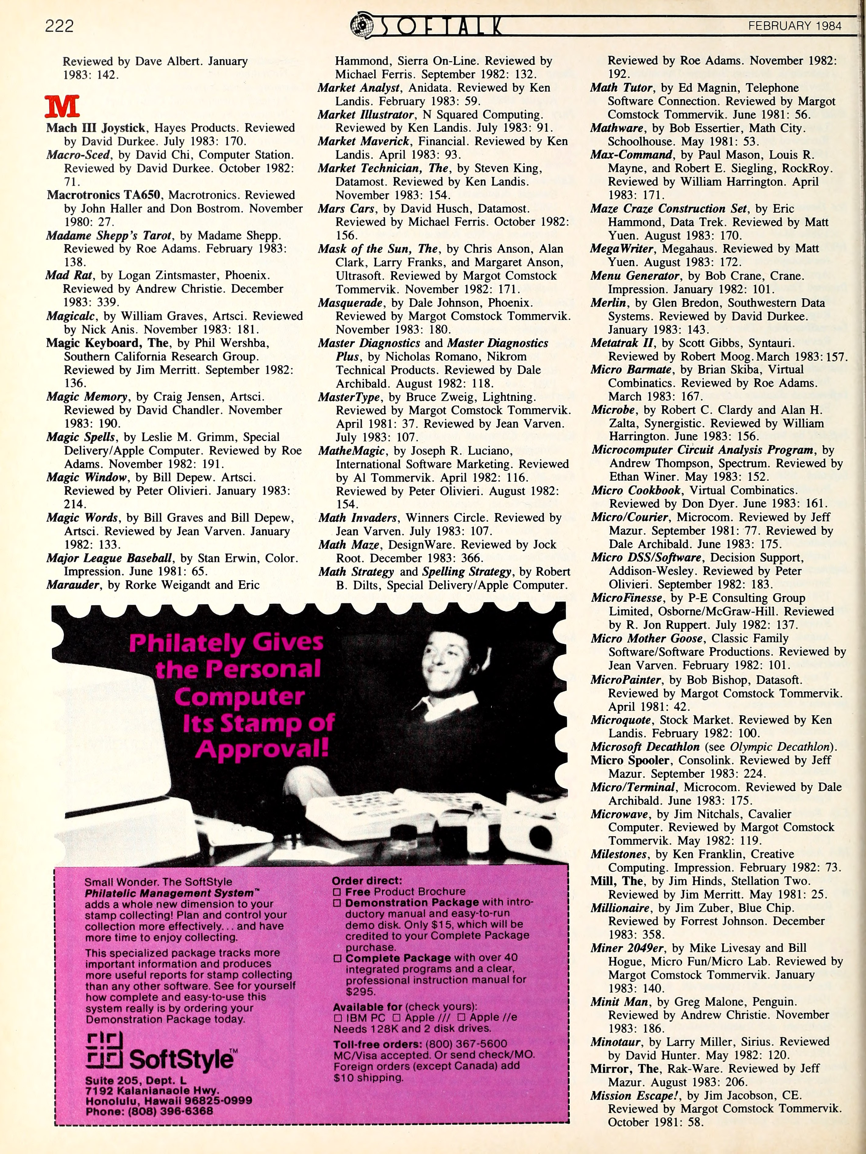 222
SOFTALK
FEBRUARY 1984
Reviewed by Dave Albert. January
1983: 142.
M
Mach III Joystick, Hayes Products. Reviewed
by David Durkee. July 1983: 170.
Macro-Sced, by David Chi, Computer Station.
Reviewed by David Durkee. October 1982:
71.
Macrotronics TA650, Macrotronics. Reviewed
by John Haller and Don Bostrom. November
1980: 27.
Madame Shepp's Tarot, by Madame Shepp.
Reviewed by Roe Adams. February 1983:
138.
Mad Rat, by Logan Zintsmaster, Phoenix.
Reviewed by Andrew Christie. December
1983: 339.
Magicalc, by William Graves, Artsci. Reviewed
by Nick Anis. November 1983: 181.
Magic Keyboard, The, by Phil Wershba,
Southern California Research Group.
Reviewed by Jim Merritt. September 1982:
136.
Magic Memory, by Craig Jensen, Artsci.
Reviewed by David Chandler. November
1983: 190.
Magic Spells, by Leslie M. Grimm, Special
Delivery/Apple Computer. Reviewed by Roe
Adams. November 1982: 191.
Magic Window, by Bill Depew. Artsci.
Reviewed by Peter Olivieri. January 1983:
214.
Magic Words, by Bill Graves and Bill Depew,
Artsci. Reviewed by Jean Varven. January
1982: 133.
Major League Baseball, by Stan Erwin, Color.
Impression. June 1981: 65.
Marauder, by Rorke Weigandt and Eric
Hammond, Sierra On-Line. Reviewed by
Michael Ferris. September 1982: 132.
Market Analyst, Anidata. Reviewed by Ken
Landis. February 1983: 59.
Market Illustrator, N Squared Computing.
Reviewed by Ken Landis. July 1983: 91.
Market Maverick, Financial. Reviewed by Ken
Landis. April 1983: 93.
Market Technician, The, by Steven King,
Datamost. Reviewed by Ken Landis.
November 1983: 154.
Mars Cars, by David Husch, Datamost.
Reviewed by Michael Ferris. October 1982:
156.
Mask of the Sun, The, by Chris Anson, Alan
Clark, Larry Franks, and Margaret Anson,
Ultrasoft. Reviewed by Margot Comstock
Tommervik. November 1982: 171.
Masquerade, by Dale Johnson, Phoenix.
Reviewed by Margot Comstock Tommervik.
November 1983: 180.
Master Diagnostics and Master Diagnostics
Plus, by Nicholas Romano, Nikrom
Technical Products. Reviewed by Dale
Archibald. August 1982: 118.
MasterType, by Bruce Zweig, Lightning.
Reviewed by Margot Comstock Tommervik.
April 1981: 37. Reviewed by Jean Varven.
July 1983: 107.
MatheMagic, by Joseph R. Luciano,
International Software Marketing. Reviewed
by Al Tommervik. April 1982: 116.
Reviewed by Peter Olivieri. August 1982:
154.
Math Invaders, Winners Circle. Reviewed by
Jean Varven. July 1983: 107.
Math Maze, DesignWare. Reviewed by Jock
Root. December 1983: 366.
Math Strategy and Spelling Strategy, by Robert
B. Dilts, Special Delivery/Apple Computer.
Reviewed by Roe Adams. November 1982:
192.
Math Tutor, by Ed Magnin, Telephone
Software Connection. Reviewed by Margot
Comstock Tommervik. June 1981: 56.
Mathware, by Bob Essertier, Math City.
Schoolhouse. May 1981: 53.
Max-Command, by Paul Mason, Louis R.
Mayne, and Robert E. Siegling, RockRoy.
Reviewed by William Harrington. April
1983: 171.
Maze Craze Construction Set, by Eric
Hammond, Data Trek. Reviewed by Matt
Yuen. August 1983: 170.
MegaWriter, Megahaus. Reviewed by Matt
Yuen. August 1983: 172.
Menu Generator, by Bob Crane, Crane.
Impression. January 1982: 101.
Merlin, by Glen Bredon, Southwestern Data
Systems. Reviewed by David Durkee.
January 1983: 143.
Metatrak II, by Scott Gibbs, Syntauri.
Reviewed by Robert Moog. March 1983: 157.
Micro Barmate, by Brian Skiba, Virtual
Combinatics. Reviewed by Roe Adams.
March 1983: 167.
Microbe, by Robert C. Clardy and Alan H.
Zalta, Synergistic. Reviewed by William
Harrington. June 1983: 156.
Microcomputer Circuit Analysis Program, by
Andrew Thompson, Spectrum. Reviewed by
Ethan Winer. May 1983: 152.
Micro Cookbook, Virtual Combinatics.
Reviewed by Don Dyer. June 1983: 161.
Micro/Courier, Microcom. Reviewed by Jeff
Mazur. September 1981: 77. Reviewed by
Dale Archibald. June 1983: 175.
Micro DSS/Software, Decision Support,
Addison-Wesley. Reviewed by Peter
Olivieri. September 1982: 183.
MicroFinesse, by P-E Consulting Group
Limited, Osborne/McGraw-Hill. Reviewed
by R. Jon Ruppert. July 1982: 137.
Micro Mother Goose, Classic Family
Software/Software Productions. Reviewed by
Jean Varven. February 1982: 101.
MicroPainter, by Bob Bishop, Datasoft.
Reviewed by Margot Comstock Tommervik.
April 1981: 42.
Microquote, Stock Market. Reviewed by Ken
Landis. February 1982: 100.
Microsoft Decathlon (see Olympic Decathlon).
Micro Spooler, Consolink. Reviewed by Jeff
Mazur. September 1983: 224.
Micro/Terminal, Microcom. Reviewed by Dale
Archibald. June 1983: 175.
Microwave, by Jim Nitchals, Cavalier
Computer. Reviewed by Margot Comstock
Tommervik. May 1982: 119.
Milestones, by Ken Franklin, Creative
Computing. Impression. February 1982: 73.
Mill, The, by Jim Hinds, Stellation Two.
Reviewed by Jim Merritt. May 1981: 25.
Millionaire, by Jim Zuber, Blue Chip.
Reviewed by Forrest Johnson. December
1983: 358.
Miner 2049er, by Mike Livesay and Bill
Hogue, Micro Fun/Micro Lab. Reviewed by
Margot Comstock Tommervik. January
1983: 140.
Minit Man, by Greg Malone, Penguin.
Reviewed by Andrew Christie. November
1983: 186.
Minotaur, by Larry Miller, Sirius. Reviewed
by David Hunter. May 1982: 120.
Mirror, The, Rak-Ware. Reviewed by Jeff
Mazur. August 1983: 206.
Mission Escape!, by Jim Jacobson, CE.
Reviewed by Margot Comstock Tommervik.
October 1981: 58.
Philately Gives
the Personal
Computer
Its Stamp of
Approval!
Small Wonder. The SoftStyle
Philatelic Management System™
adds a whole new dimension to your
stamp collecting! Plan and control your
collection more effectively... and have
more time to enjoy collecting.
This specialized package tracks more
important information and produces
more useful reports for stamp collecting
than any other software. See for yourself
how complete and easy-to-use this
system really is by ordering your
Demonstration Package today.
SoftStyle™
Suite 205, Dept. L
7192 Kalanianaole Hwy.
Honolulu, Hawaii 96825-0999
Phone: (808) 396-6368
Order direct:
☐ Free Product Brochure
☐ Demonstration Package with intro-
ductory manual and easy-to-run
demo disk. Only $15, which will be
credited to your Complete Package
purchase.
☐ Complete Package with over 40
integrated programs and a clear,
professional instruction manual for
$295.
Available for (check yours):
☐ IBM PC ☐ Apple /// ☐ Apple //e
Needs 128K and 2 disk drives.
Toll-free orders: (800) 367-5600
MC/Visa accepted. Or send check/MO.
Foreign orders (except Canada) add
$10 shipping.